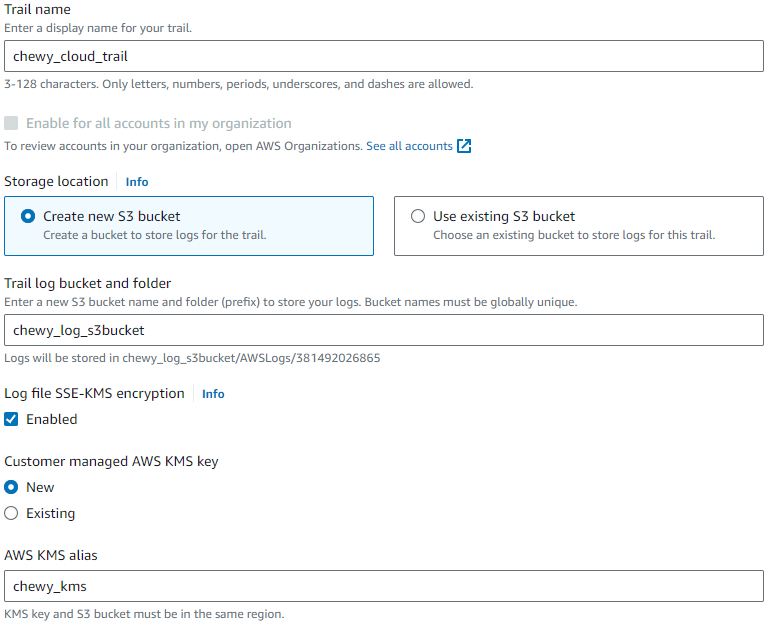 Trail name
Enter a display name for your trail.
chewy_cloud_trail
3-128 characters. Only letters, numbers, periods, underscores, and dashes are allowed.
Enable for all accounts in my organization
To review accounts in your organization, open AWS Organizations. See all accounts
Storage location Info
Create new S3 bucket
Create a bucket to store logs for the trail.
Use existing S3 bucket
Choose an existing bucket to store logs for this trail.
Trail log bucket and folder
Enter a new S3 bucket name and folder (prefix) to store your logs. Bucket names must be globally unique.
chewy_log_s3bucket
Logs will be stored in chewy_log_s3bucket/AWSLogs/381492026865
Log file SSE-KMS encryption Info
Enabled
Customer managed AWS KMS key
New
Existing
AWS KMS alias
chewy_kms
KMS key and S3 bucket must be in the same region.